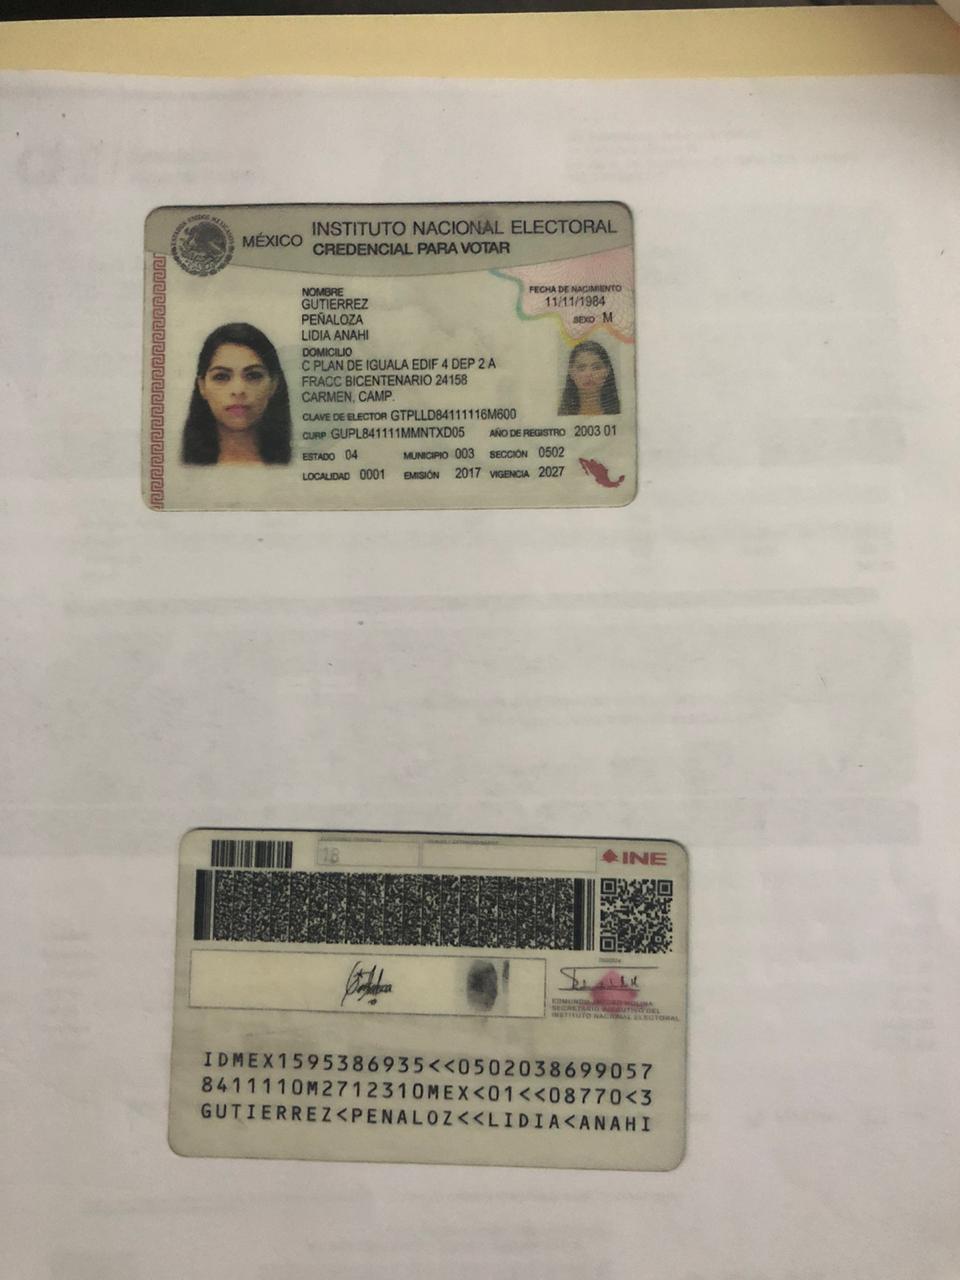 MÉXICO INSTITUTO NACIONAL ELECTORAL
CREDENCIAL PARA VOTAR
NOMBRE
GUTIERREZ
PEÑALOZA
LIDIA ANAHI
FECHA DE NACIMIENTO
11/11/1984
SEXO M
DOMICILIO
C PLAN DE IGUALA EDIF 4 DEP 2 A
FRACC BICENTENARIO 24158
CARMEN, CAMP.
CLAVE DE ELECTOR GTPLLD84111116M600
CURP GUPL841111MMNTXD05 AÑO DE REGISTRO 2003 01
ESTADO 04 MUNICIPIO 003 SECCIÓN 0502
LOCALIDAD 0001 EMISIÓN 2017 VIGENCIA 2027
18
INE
SECRETARIO EJECUTIVO DEL
INSTITUTO NACIONAL ELECTORAL
IDMEX1595386935<<0502038699057
8411110M2712310MEX<01<<08770<3
GUTIERREZ<PENALOZ<<LIDIA<ANAHI